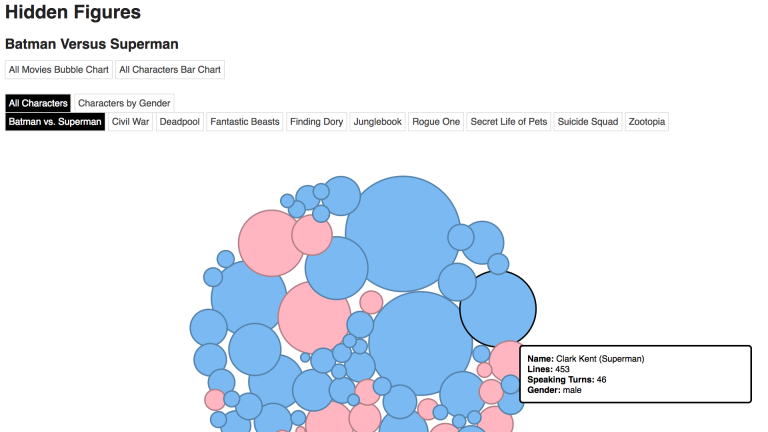 Hidden Figures
Batman Versus Superman
All Movies Bubble Chart All Characters Bar Chart
All Characters Characters by Gender
Batman vs. Superman Civil War Deadpool Fantastic Beasts Finding Dory Junglebook Rogue One Secret Life of Pets Suicide Squad Zootopia
Name: Clark Kent (Superman)
Lines: 453
Speaking Turns: 46
Gender: male